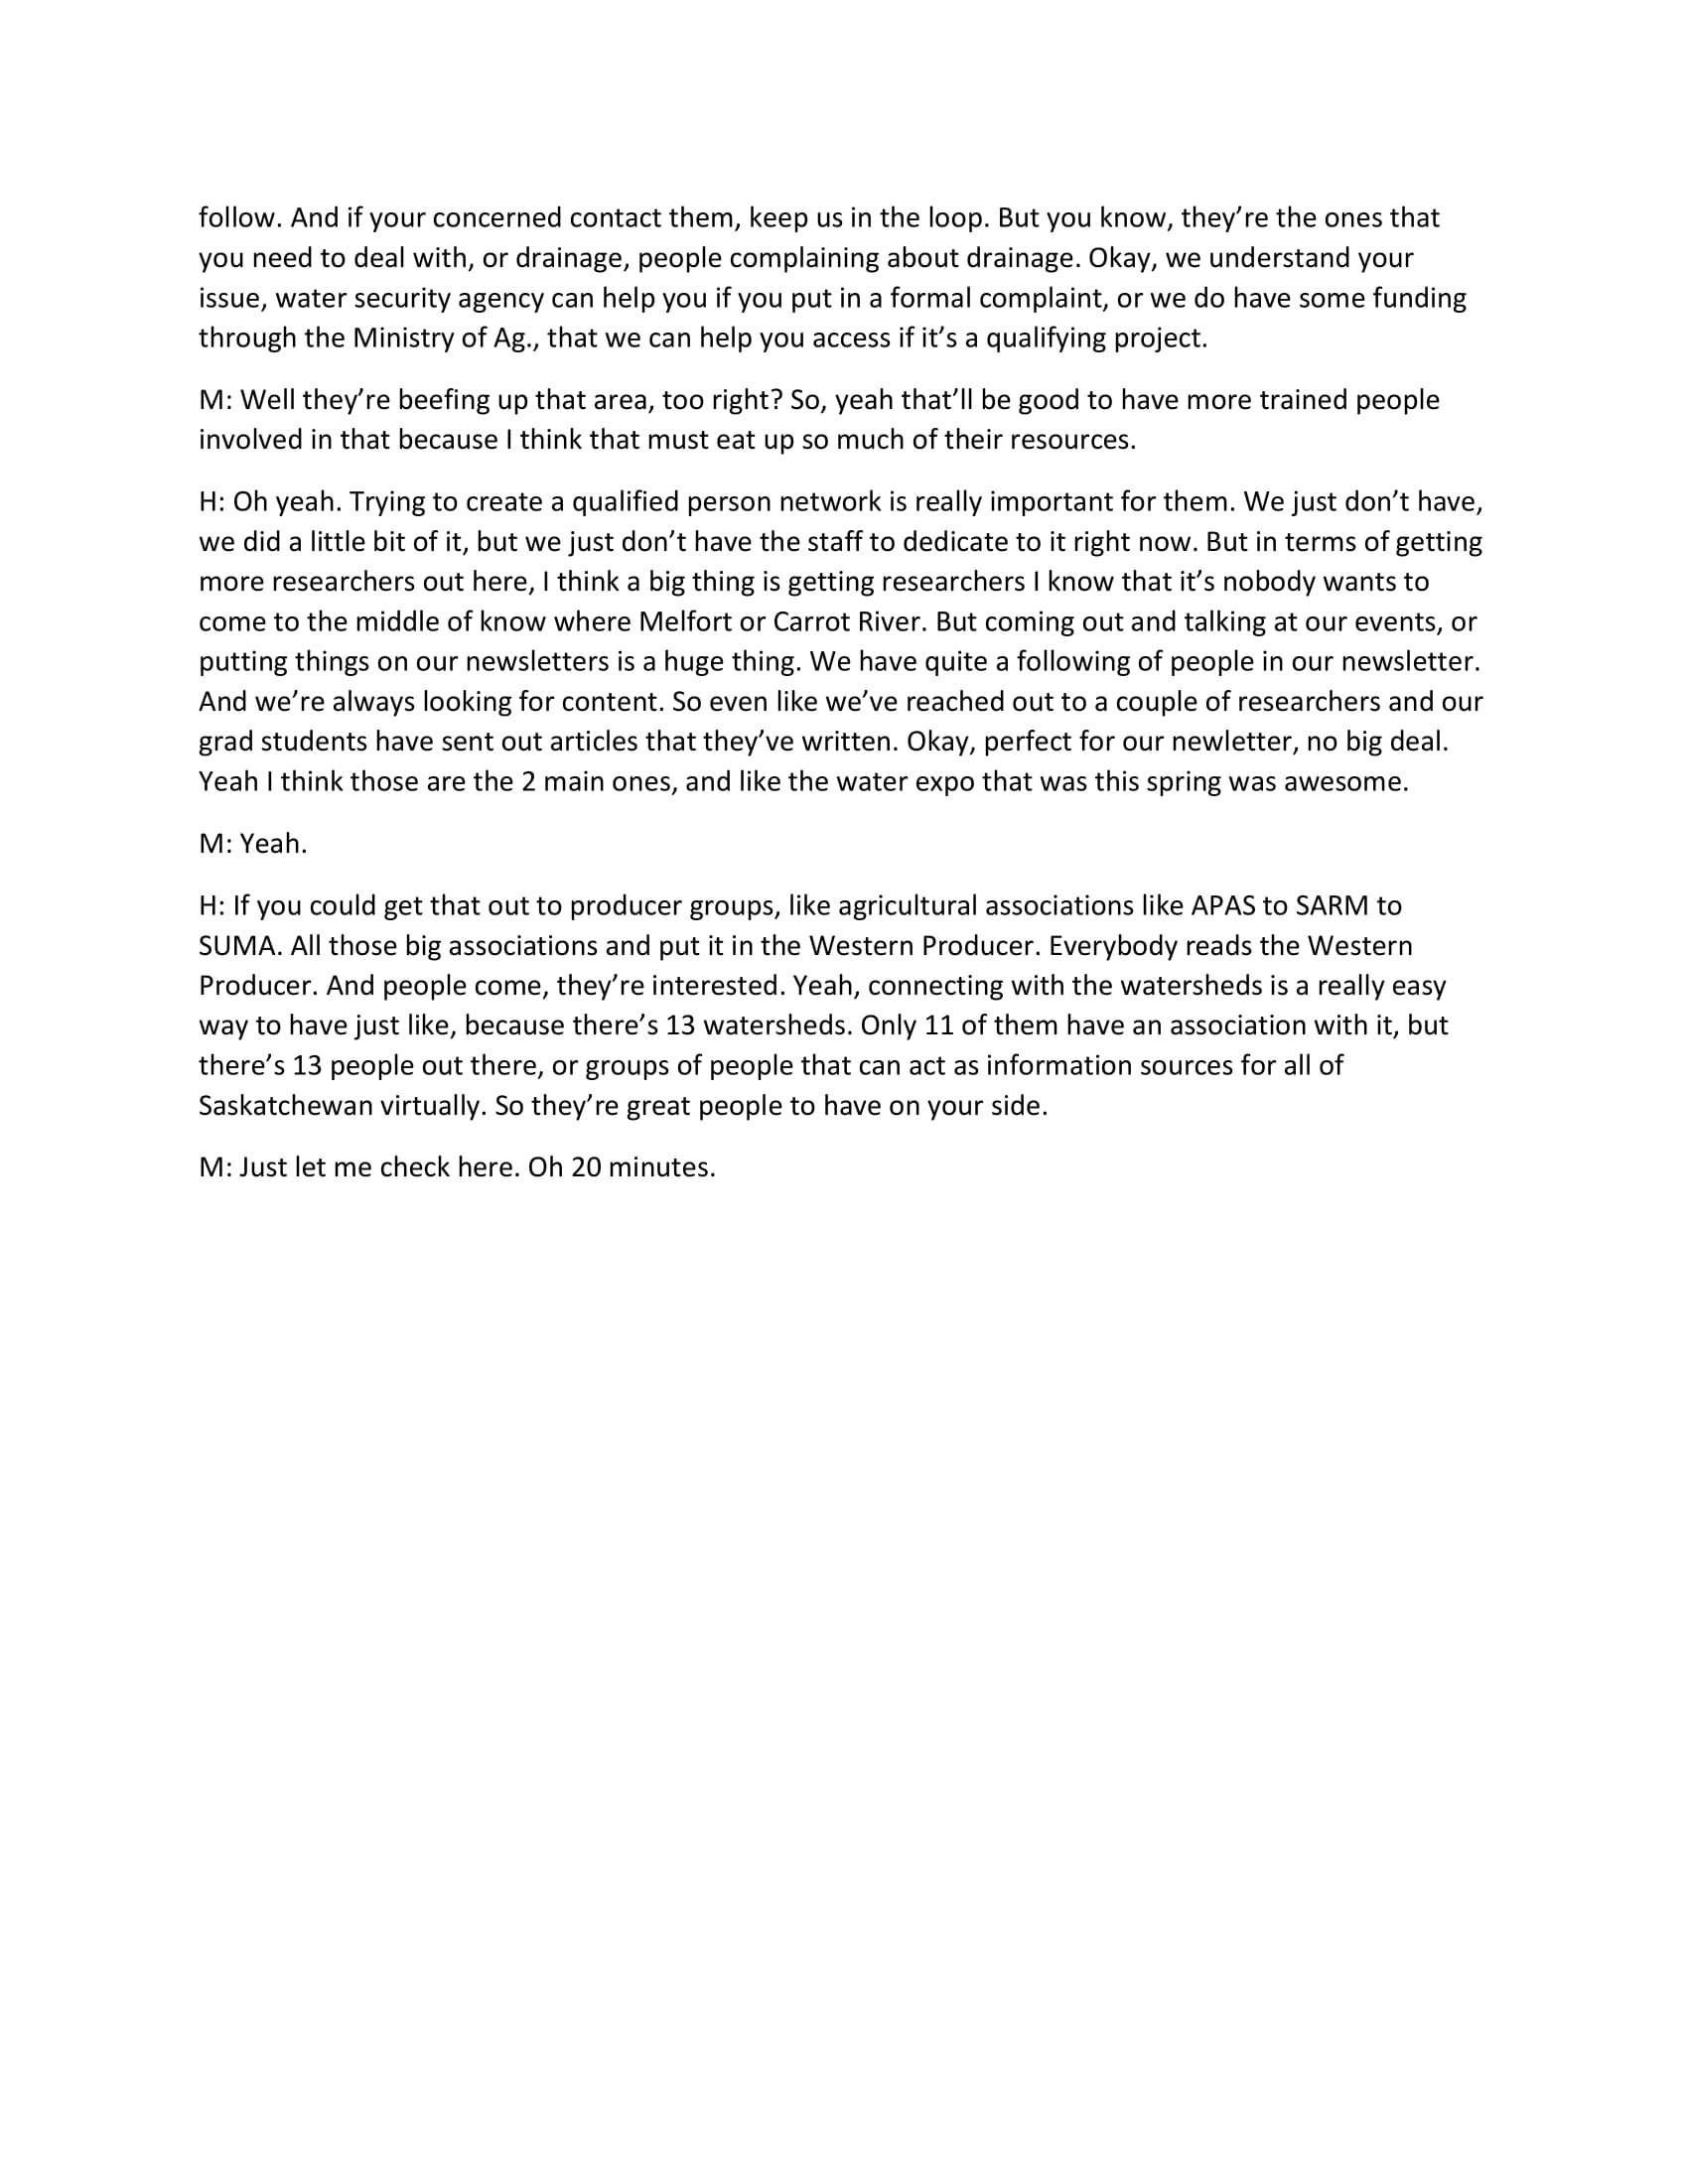 follow. And if your concerned contact them, keep us in the loop. But you know, they’re the ones that
you need to deal with, or drainage, people complaining about drainage. Okay, we understand your
issue, water security agency can help you if you put in a formal complaint, or we do have some funding
through the Ministry of Ag., that we can help you access if it’s a qualifying project.
M: Well they’re beefing up that area, too right? So, yeah that’ll be good to have more trained people
involved in that because I think that must eat up so much of their resources.
H: Oh yeah. Trying to create a qualified person network is really important for them. We just don’t have,
we did a little bit of it, but we just don’t have the staff to dedicate to it right now. But in terms of getting
more researchers out here, I think a big thing is getting researchers I know that it’s nobody wants to
come to the middle of know where Melfort or Carrot River. But coming out and talking at our events, or
putting things on our newsletters is a huge thing. We have quite a following of people in our newsletter.
And we’re always looking for content. So even like we’ve reached out to a couple of researchers and our
grad students have sent out articles that they’ve written. Okay, perfect for our newletter, no big deal.
Yeah I think those are the 2 main ones, and like the water expo that was this spring was awesome.
M: Yeah.
H: If you could get that out to producer groups, like agricultural associations like APAS to SARM to
SUMA. All those big associations and put it in the Western Producer. Everybody reads the Western
Producer. And people come, they’re interested. Yeah, connecting with the watersheds is a really easy
way to have just like, because there’s 13 watersheds. Only 11 of them have an association with it, but
there’s 13 people out there, or groups of people that can act as information sources for all of
Saskatchewan virtually. So they’re great people to have on your side.
M: Just let me check here. Oh 20 minutes.